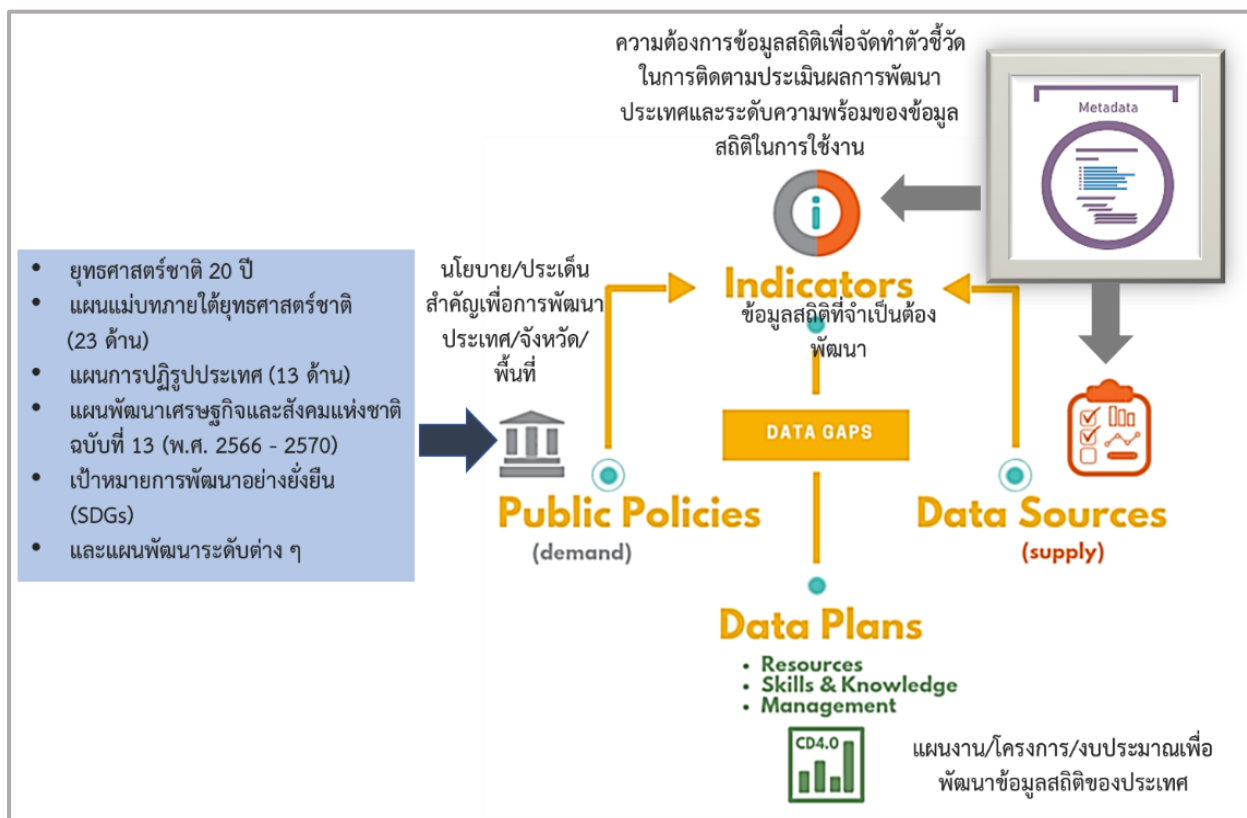 ความต้องการข้อมูลสถิติเพื่อจัดทำตัวชี้วัด
ในการติดตามประเมินผลการพัฒนา
ประเทศและระดับความพร้อมของข้อมูล
สถิติในการใช้งาน
Metadata
i
• ยุทธศาสตร์ชาติ 20 ปี
• แผนแม่บทภายใต้ยุทธศาสตร์ชาติ
(23 ด้าน)
• แผนการปฏิรูปประเทศ (13 ด้าน)
• แผนพัฒนาเศรษฐกิจและสังคมแห่งชาติ
ฉบับที่ 13 (พ.ศ. 2566 - 2570)
• เป้าหมายการพัฒนาอย่างยั่งยืน
(SDGs)
• และแผนพัฒนาระดับต่าง ๆ
นโยบาย/ประเด็น
สำคัญเพื่อการพัฒนา
ประเทศ/จังหวัด/
พื้นที่
Indicators
ข้อมูลสถิติที่จำเป็นต้อง
พัฒนา
DATA GAPS
Public Policies
(demand)
Data Sources
(supply)
Data Plans
• Resources
• Skills & Knowledge
• Management
CD4.0
แผนงาน/โครงการ/งบประมาณเพื่อ
พัฒนาข้อมูลสถิติของประเทศ